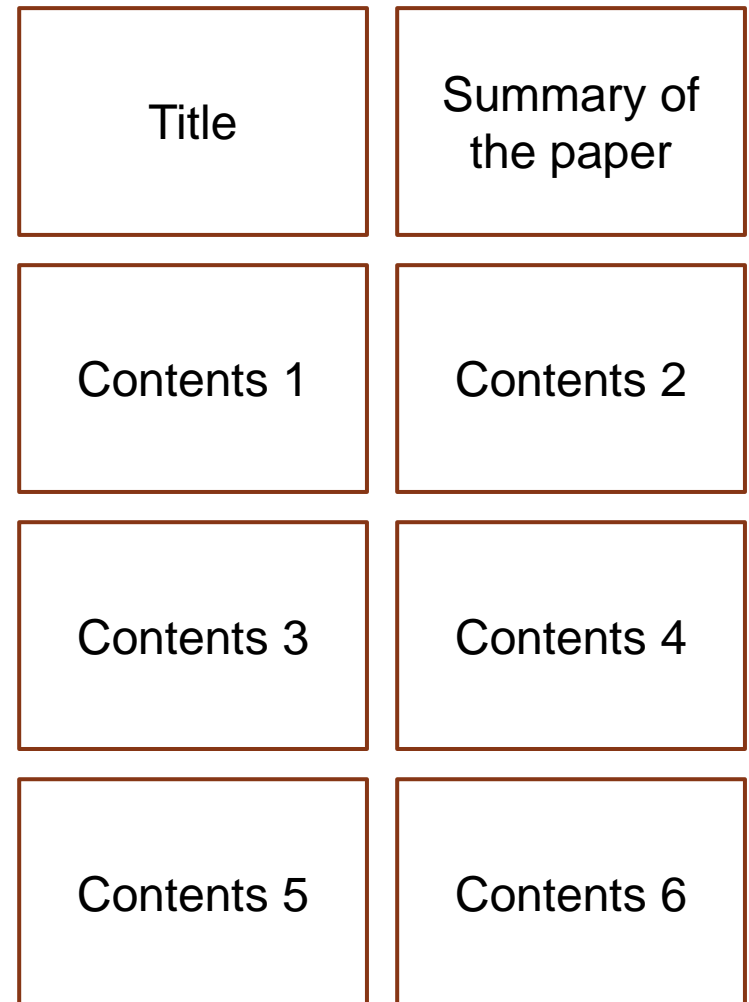 Title
Summary of
the paper
Contents 1
Contents 2
Contents 3
Contents 4
Contents 5
Contents 6